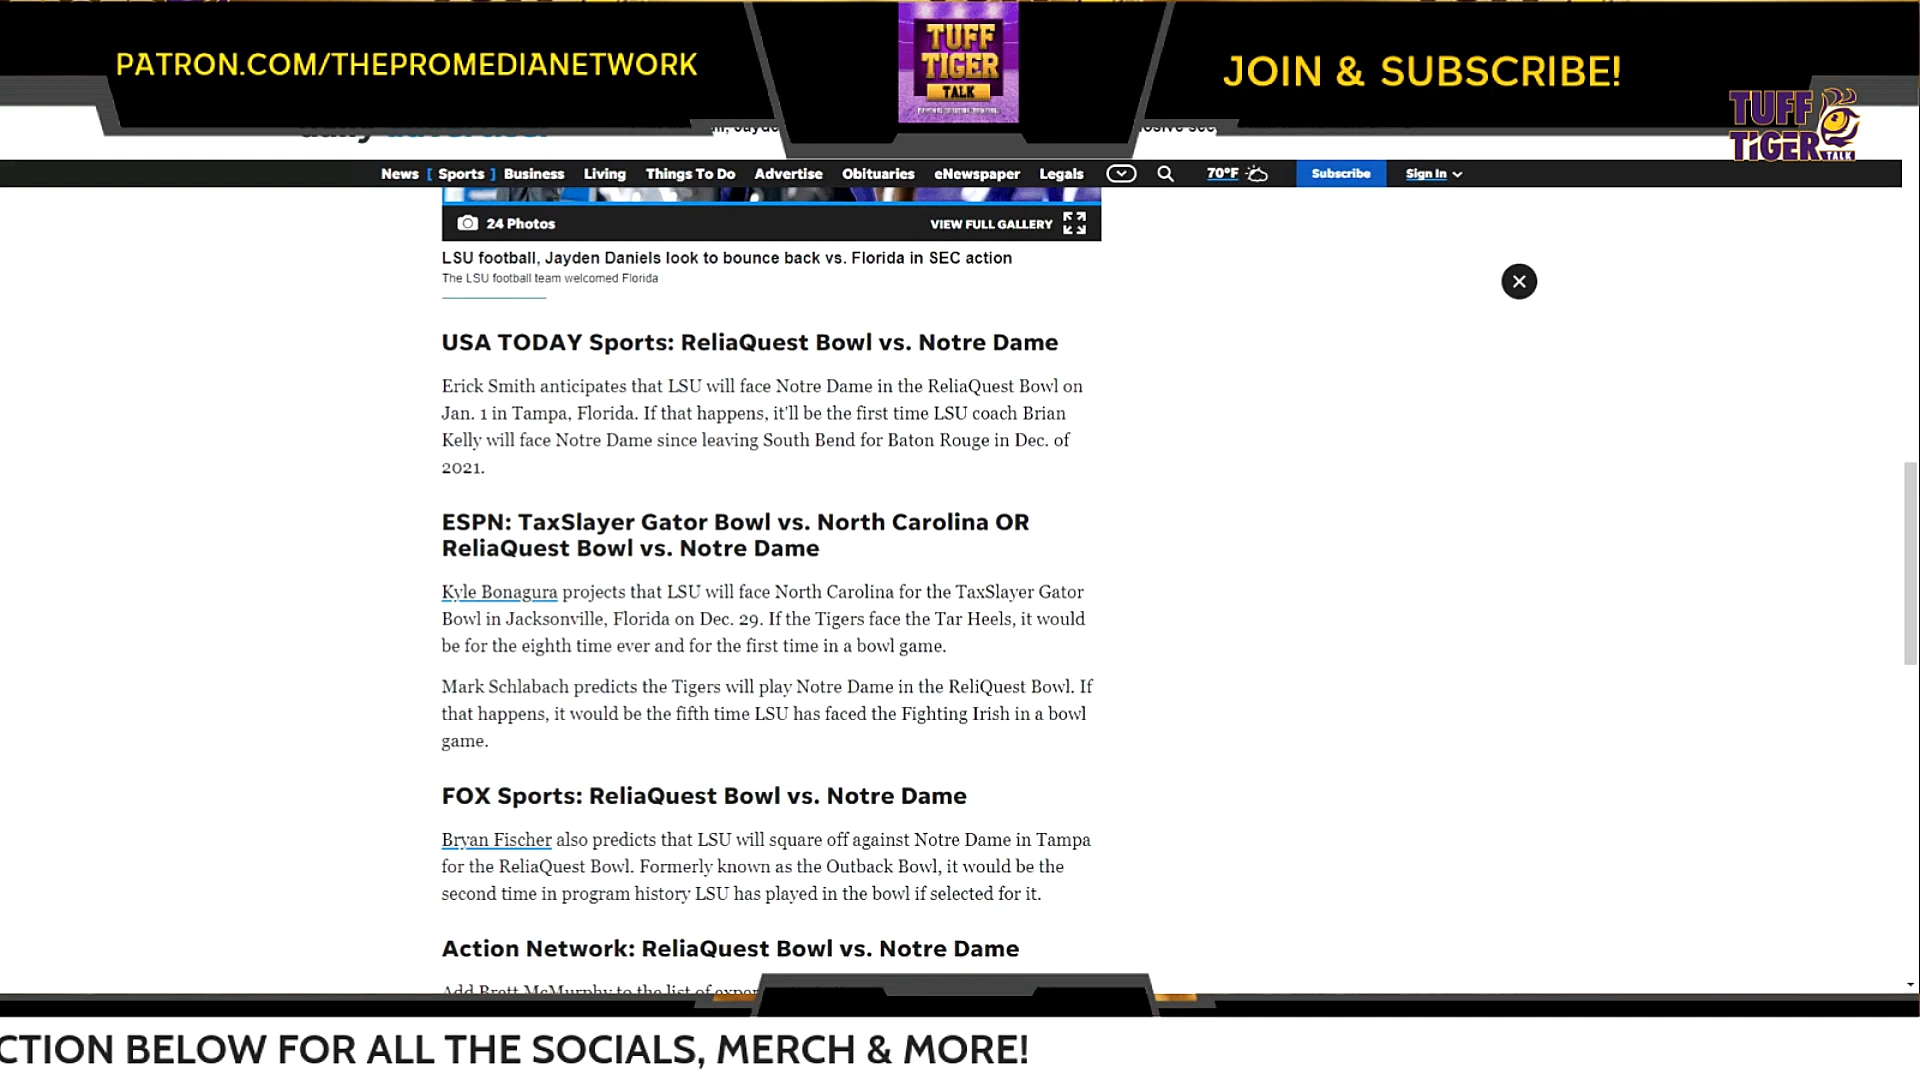 PATRON.COM/THEPROMEDIANETWORK
TUFF
TIGER
TALK
JOIN & SUBSCRIBE!
TUFF
TIGER
TALK
News [ Sports ] Business Living Things To Do Advertise Obituaries eNewspaper Legals 70°F Subscribe Sign In
24 Photos VIEW FULL GALLERY
LSU football, Jayden Daniels look to bounce back vs. Florida in SEC action
The LSU football team welcomed Florida
USA TODAY Sports: ReliaQuest Bowl vs. Notre Dame
Erick Smith anticipates that LSU will face Notre Dame in the ReliaQuest Bowl on
Jan. 1 in Tampa, Florida. If that happens, it'll be the first time LSU coach Brian
Kelly will face Notre Dame since leaving South Bend for Baton Rouge in Dec. of
2021.
ESPN: TaxSlayer Gator Bowl vs. North Carolina OR
ReliaQuest Bowl vs. Notre Dame
Kyle Bonagura projects that LSU will face North Carolina for the TaxSlayer Gator
Bowl in Jacksonville, Florida on Dec. 29. If the Tigers face the Tar Heels, it would
be for the eighth time ever and for the first time in a bowl game.
Mark Schlabach predicts the Tigers will play Notre Dame in the ReliQuest Bowl. If
that happens, it would be the fifth time LSU has faced the Fighting Irish in a bowl
game.
FOX Sports: ReliaQuest Bowl vs. Notre Dame
Bryan Fischer also predicts that LSU will square off against Notre Dame in Tampa
for the ReliaQuest Bowl. Formerly known as the Outback Bowl, it would be the
second time in program history LSU has played in the bowl if selected for it.
Action Network: ReliaQuest Bowl vs. Notre Dame
Add Brett McMurphy to the list of
CTION BELOW FOR ALL THE SOCIALS, MERCH & MORE!